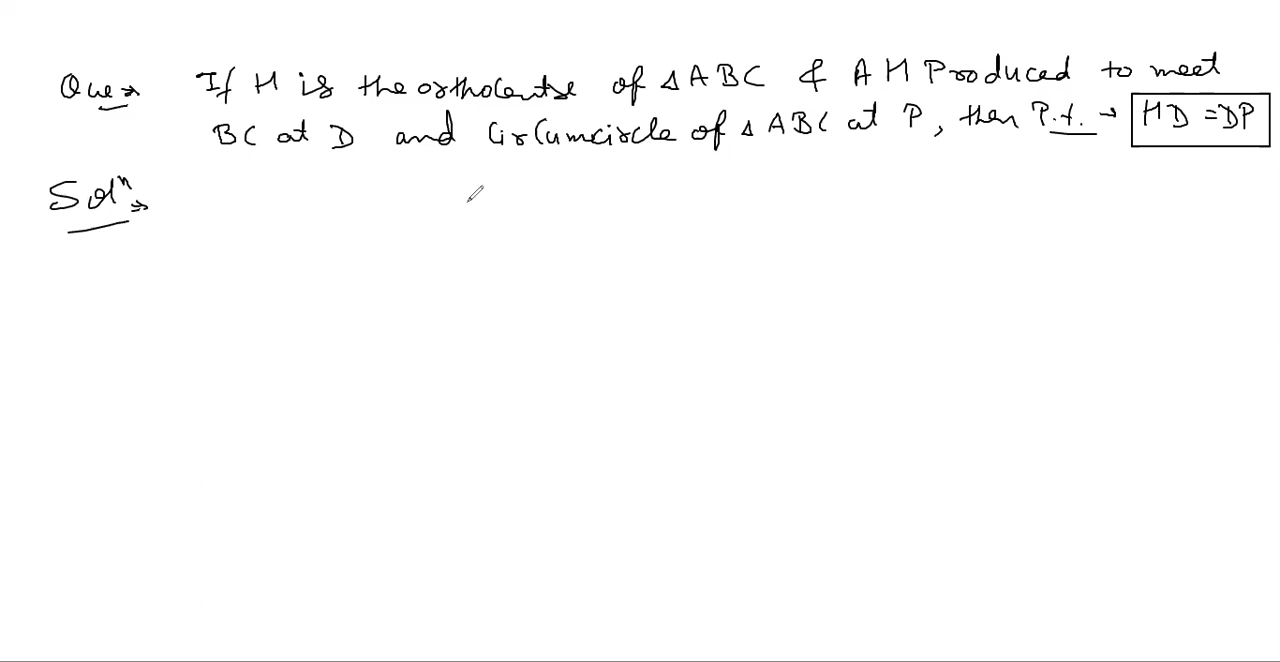 Que→ If H is the orthocentre of △ABC & AH Produced to meet
BC at D and Circumcircle of △ABC at P, then P.t. → HD = DP
Solⁿ⇒